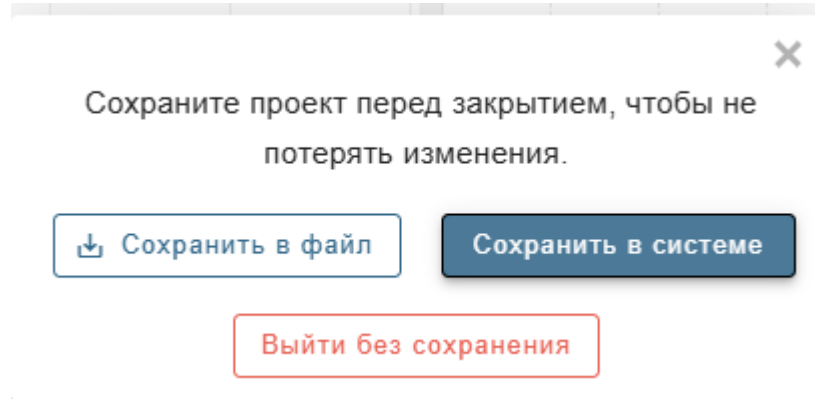 Сохраните проект перед закрытием, чтобы не
потерять изменения.
Сохранить в файл
Сохранить в системе
Выйти без сохранения